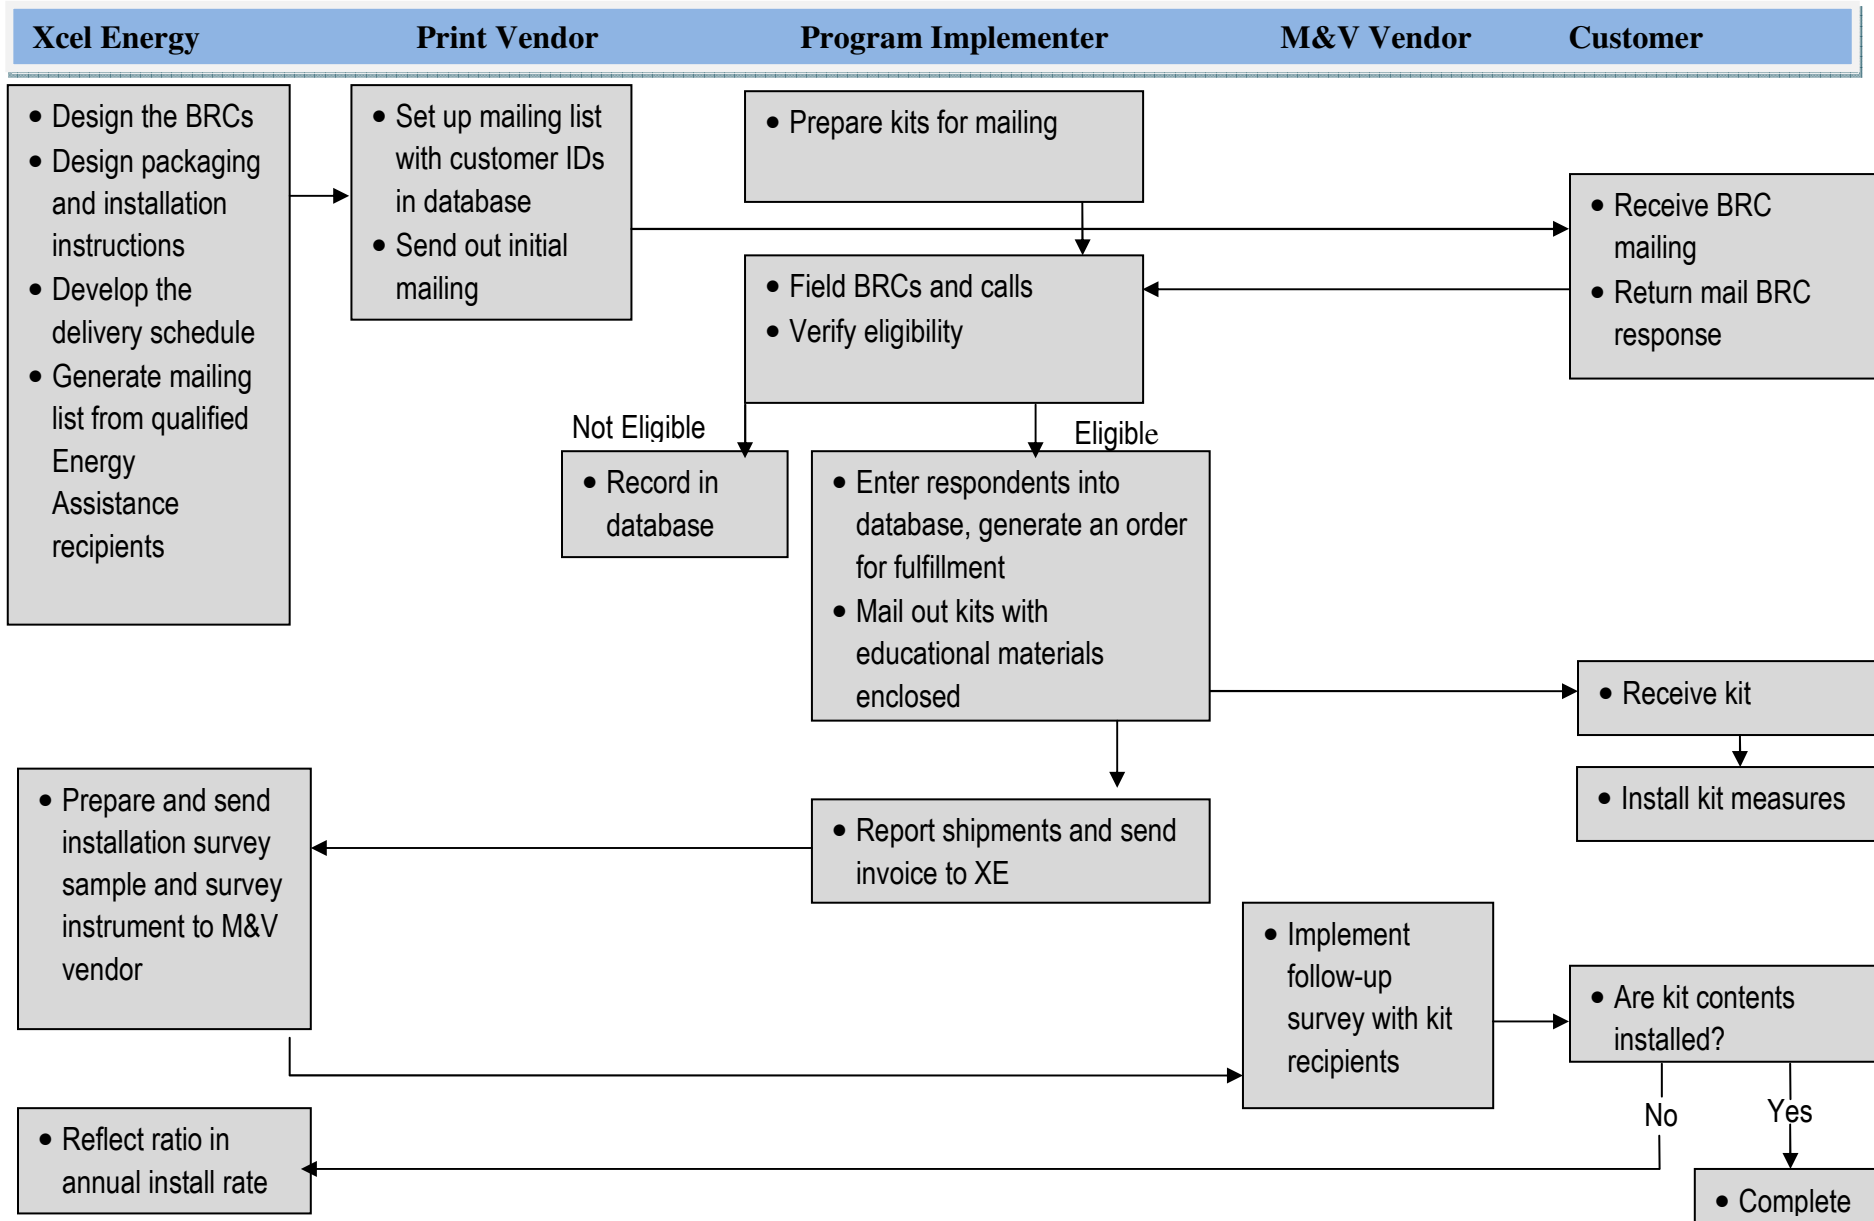 Xcel Energy Print Vendor Program Implementer M&V Vendor Customer
• Design the BRCs
• Design packaging
and installation
instructions
• Develop the
delivery schedule
• Generate mailing
list from qualified
Energy
Assistance
recipients
• Set up mailing list
with customer IDs
in database
• Send out initial
mailing
• Prepare kits for mailing
• Receive BRC
mailing
• Return mail BRC
response
• Field BRCs and calls
• Verify eligibility
Not Eligible
Eligible
• Record in
database
• Enter respondents into
database, generate an order
for fulfillment
• Mail out kits with
educational materials
enclosed
• Receive kit
• Install kit measures
• Report shipments and send
invoice to XE
• Prepare and send
installation survey
sample and survey
instrument to M&V
vendor
• Implement
follow-up
survey with kit
recipients
• Are kit contents
installed?
No
Yes
• Reflect ratio in
annual install rate
• Complete